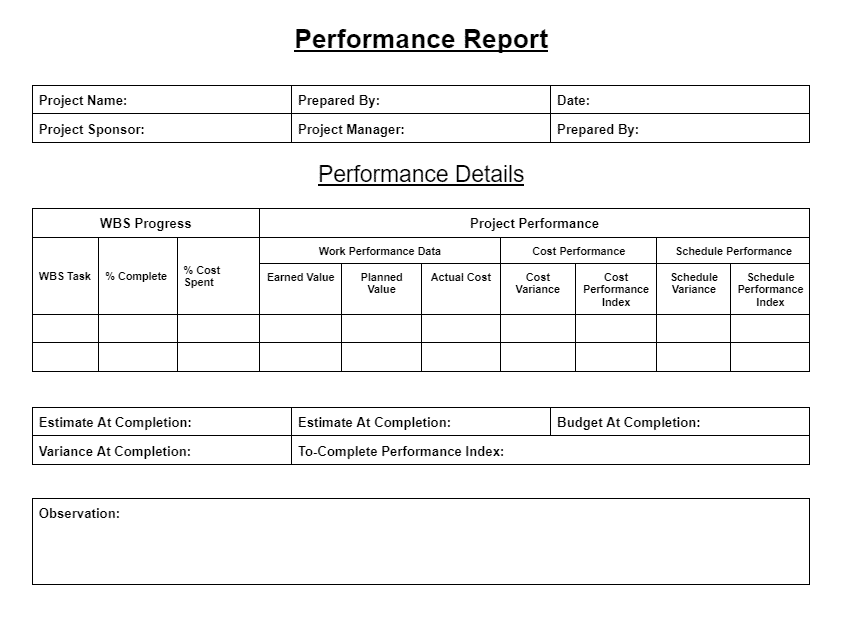 Performance Report
Project Name: Prepared By: Date:
Project Sponsor: Project Manager: Prepared By:
Performance Details
WBS Progress Project Performance
Work Performance Data Cost Performance Schedule Performance
WBS Task % Complete % Cost Spent Earned Value Planned Value Actual Cost Cost Variance Cost Performance Index Schedule Variance Schedule Performance Index
Estimate At Completion: Estimate At Completion: Budget At Completion:
Variance At Completion: To-Complete Performance Index:
Observation: